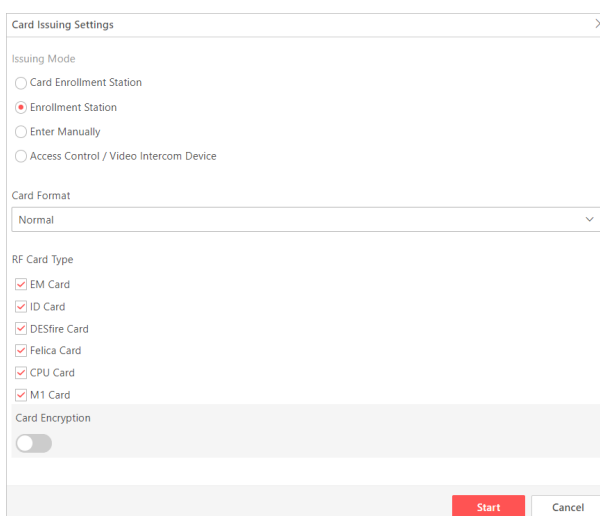 Card Issuing Settings
Issuing Mode
Card Enrollment Station
Enrollment Station
Enter Manually
Access Control / Video Intercom Device
Card Format
Normal
RF Card Type
EM Card
ID Card
DESfire Card
Felica Card
CPU Card
M1 Card
Card Encryption
Start Cancel